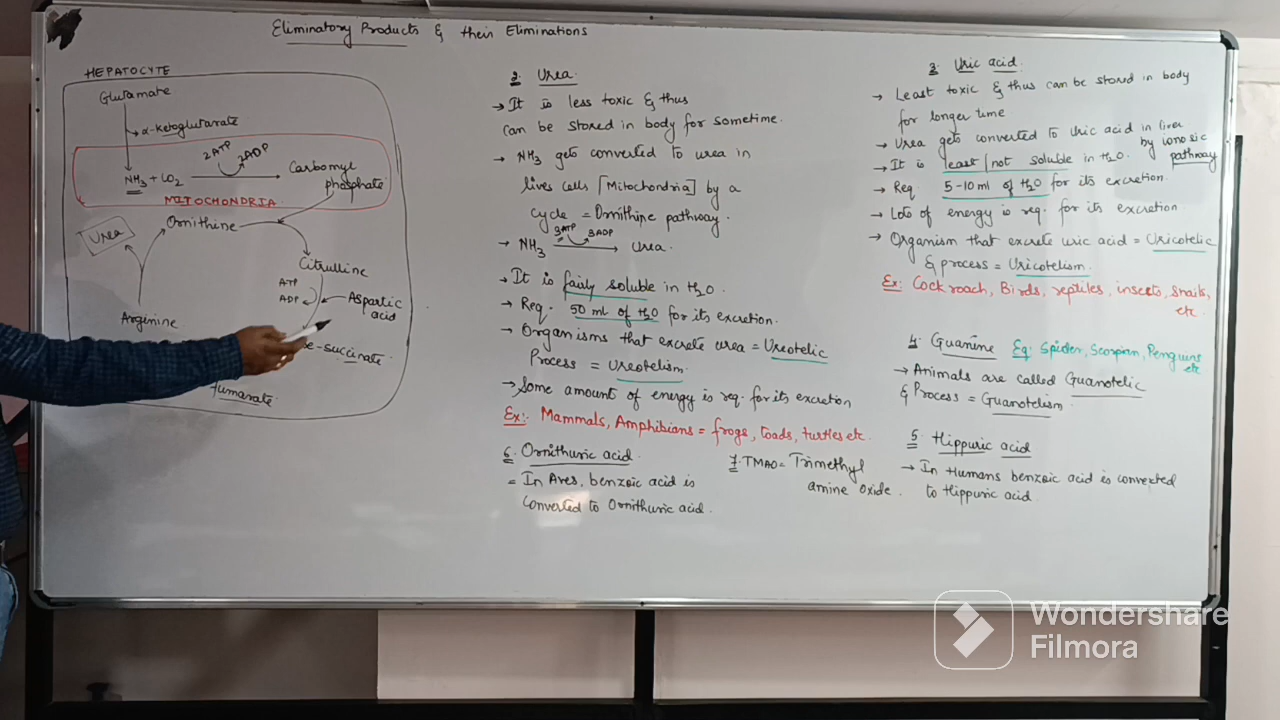 Eliminatory Products & their Eliminations
HEPATOCYTE
Glutamate
α-ketoglutarate
2ATP
2ADP
NH3 + CO2
Carbomyl
phosphate
MITOCHONDRIA
Ornithine
Urea
Citrulline
ATP
ADP
Aspartic
acid
Arginine
e-succinate
fumarate
2. Urea
→ It is less toxic & thus
can be stored in body for sometime.
→ NH3 gets converted to urea in
lives cells [Mitochondria] by a
cycle = Ornithine pathway.
3ATP 3ADP
→ NH3 → urea.
→ It is fairly soluble in H2O.
→ Req. 50 ml of H2O for its excretion.
→ Organisms that excrete urea = Ureotelic
Process = Ureotelism.
→ Some amount of energy is req. for its excretion
Ex:- Mammals, Amphibians = frogs, toads, turtles etc.
6. Ornithuric acid.
= In Aves, benzoic acid is
converted to Ornithuric acid.
7. TMAO = Trimethyl
amine oxide.
3. Uric acid.
→ Least toxic & thus can be stored in body
for longer time
→ Urea gets converted to Uric acid in liver
by ionosic
pathway
→ It is least/not soluble in H2O.
→ Req 5-10 ml of H2O for its excretion.
→ Lots of energy is req. for its excretion
→ Organism that excrete uric acid = Uricotelic
& process = Uricotelism.
Ex: Cockroach, Birds, reptiles, insects, snails,
etc.
4. Guanine Eg: Spider, Scorpion, Penguins
etc
→ Animals are called Guanotelic
& Process = Guanotelism.
5. Hippuric acid
→ In Humans benzoic acid is converted
to Hippuric acid.
Wondershare
Filmora